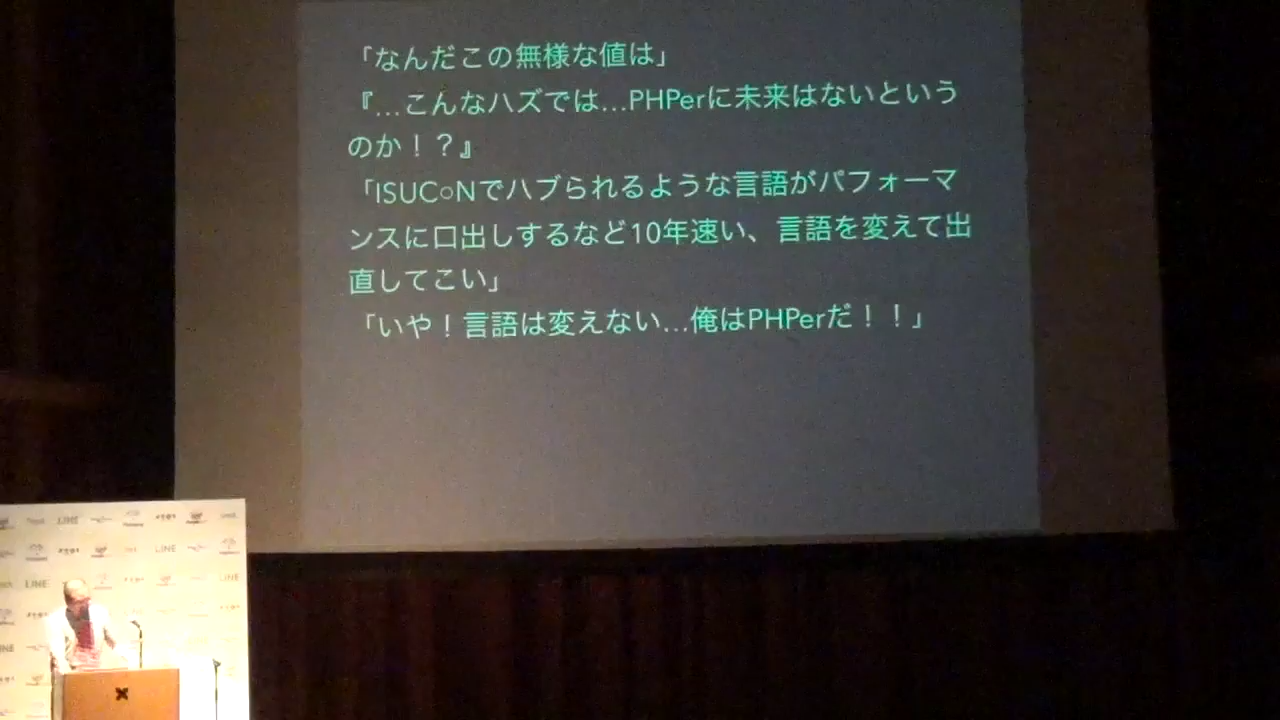 「なんだこの無様な値は」
『…こんなハズでは…PHPerに未来はないという
のか！？』
「ISUCoNでハブられるような言語がパフォーマ
ンスに口出しするなど10年速い、言語を変えて出
直してこい」
「いや！言語は変えない…俺はPHPerだ！！」
LINE
LINE
LINE
LINE